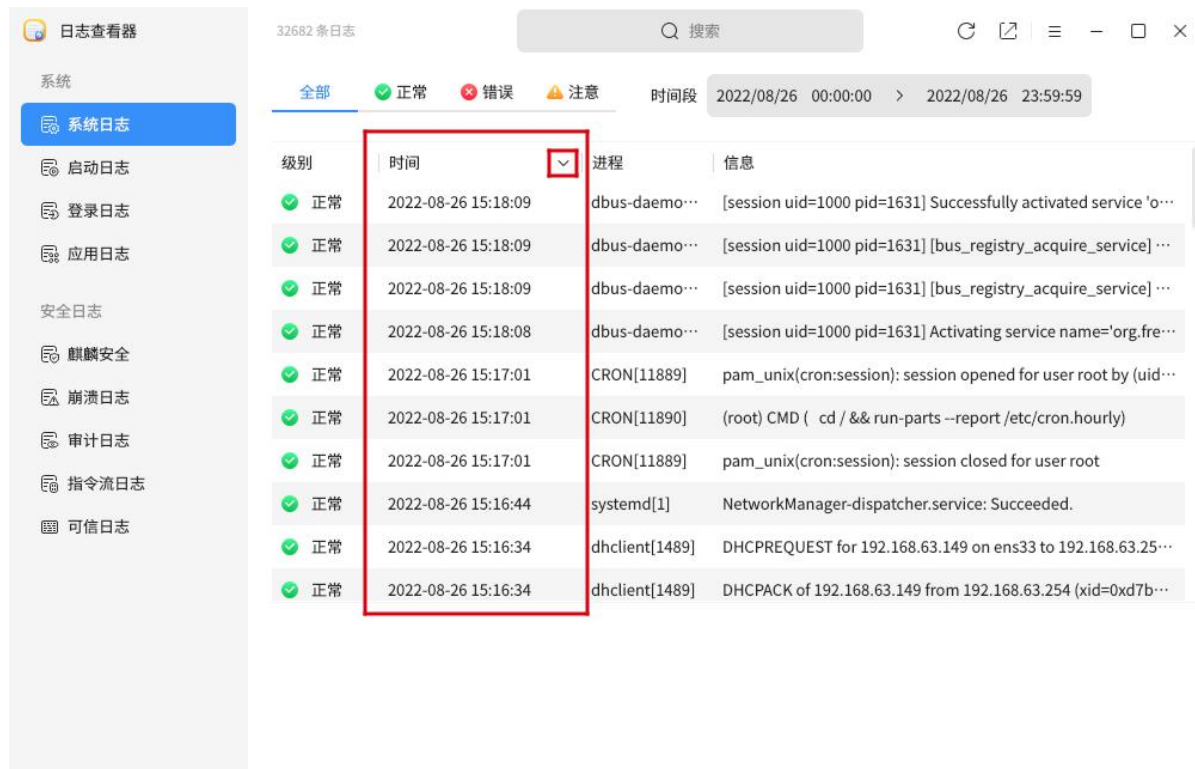 日志查看器
32682 条日志
搜索
系统
系统日志
启动日志
登录日志
应用日志
安全日志
麒麟安全
崩溃日志
审计日志
指令流日志
可信日志
全部 正常 错误 注意 时间段 2022/08/26 00:00:00 > 2022/08/26 23:59:59
级别 时间 进程 信息
正常 2022-08-26 15:18:09 dbus-daemo··· [session uid=1000 pid=1631] Successfully activated service 'o···
正常 2022-08-26 15:18:09 dbus-daemo··· [session uid=1000 pid=1631] [bus_registry_acquire_service] ···
正常 2022-08-26 15:18:09 dbus-daemo··· [session uid=1000 pid=1631] [bus_registry_acquire_service] ···
正常 2022-08-26 15:18:08 dbus-daemo··· [session uid=1000 pid=1631] Activating service name='org.fre···
正常 2022-08-26 15:17:01 CRON[11889] pam_unix(cron:session): session opened for user root by (uid···
正常 2022-08-26 15:17:01 CRON[11890] (root) CMD ( cd / && run-parts --report /etc/cron.hourly)
正常 2022-08-26 15:17:01 CRON[11889] pam_unix(cron:session): session closed for user root
正常 2022-08-26 15:16:44 systemd[1] NetworkManager-dispatcher.service: Succeeded.
正常 2022-08-26 15:16:34 dhclient[1489] DHCPREQUEST for 192.168.63.149 on ens33 to 192.168.63.25···
正常 2022-08-26 15:16:34 dhclient[1489] DHCPACK of 192.168.63.149 from 192.168.63.254 (xid=0xd7b···